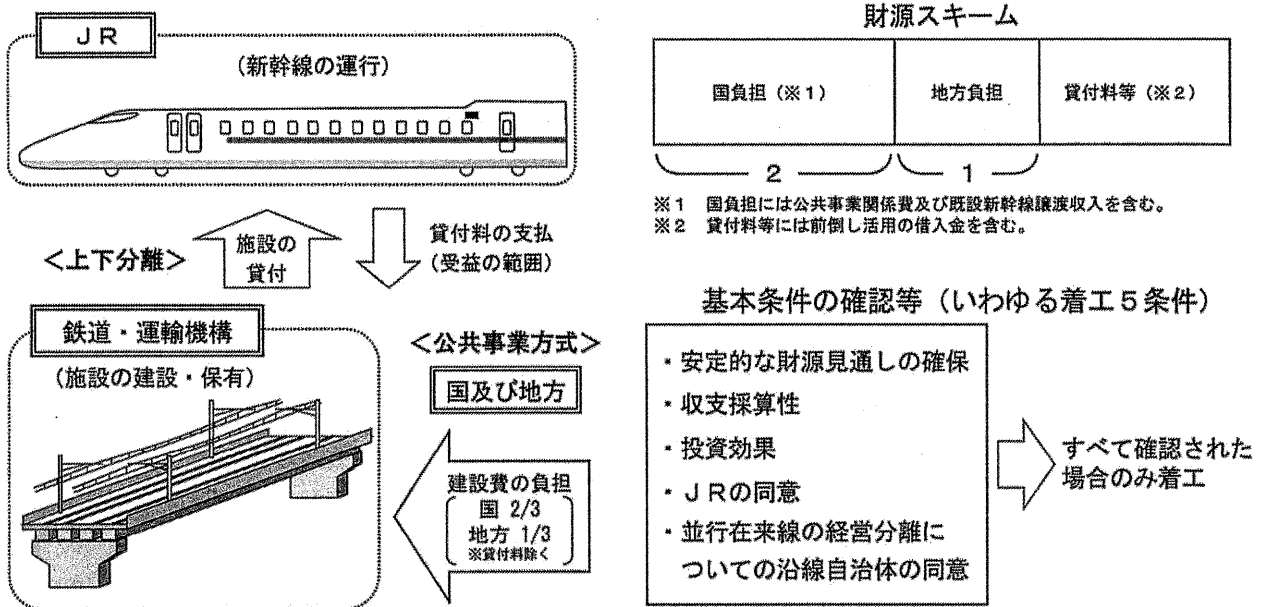 JR
(新幹線の運行)
<上下分離>
施設の
貸付
貸付料の支払
(受益の範囲)
鉄道・運輸機構
(施設の建設・保有)
<公共事業方式>
国及び地方
建設費の負担
国 2/3
地方 1/3
※貸付料除く
財源スキーム
国負担(※1)
地方負担
貸付料等(※2)
2
1
※1 国負担には公共事業関係費及び既設新幹線譲渡収入を含む。
※2 貸付料等には前倒し活用の借入金を含む。
基本条件の確認等(いわゆる着工5条件)
・安定的な財源見通しの確保
・収支採算性
・投資効果
・JRの同意
・並行在来線の経営分離に
ついての沿線自治体の同意
すべて確認された
場合のみ着工